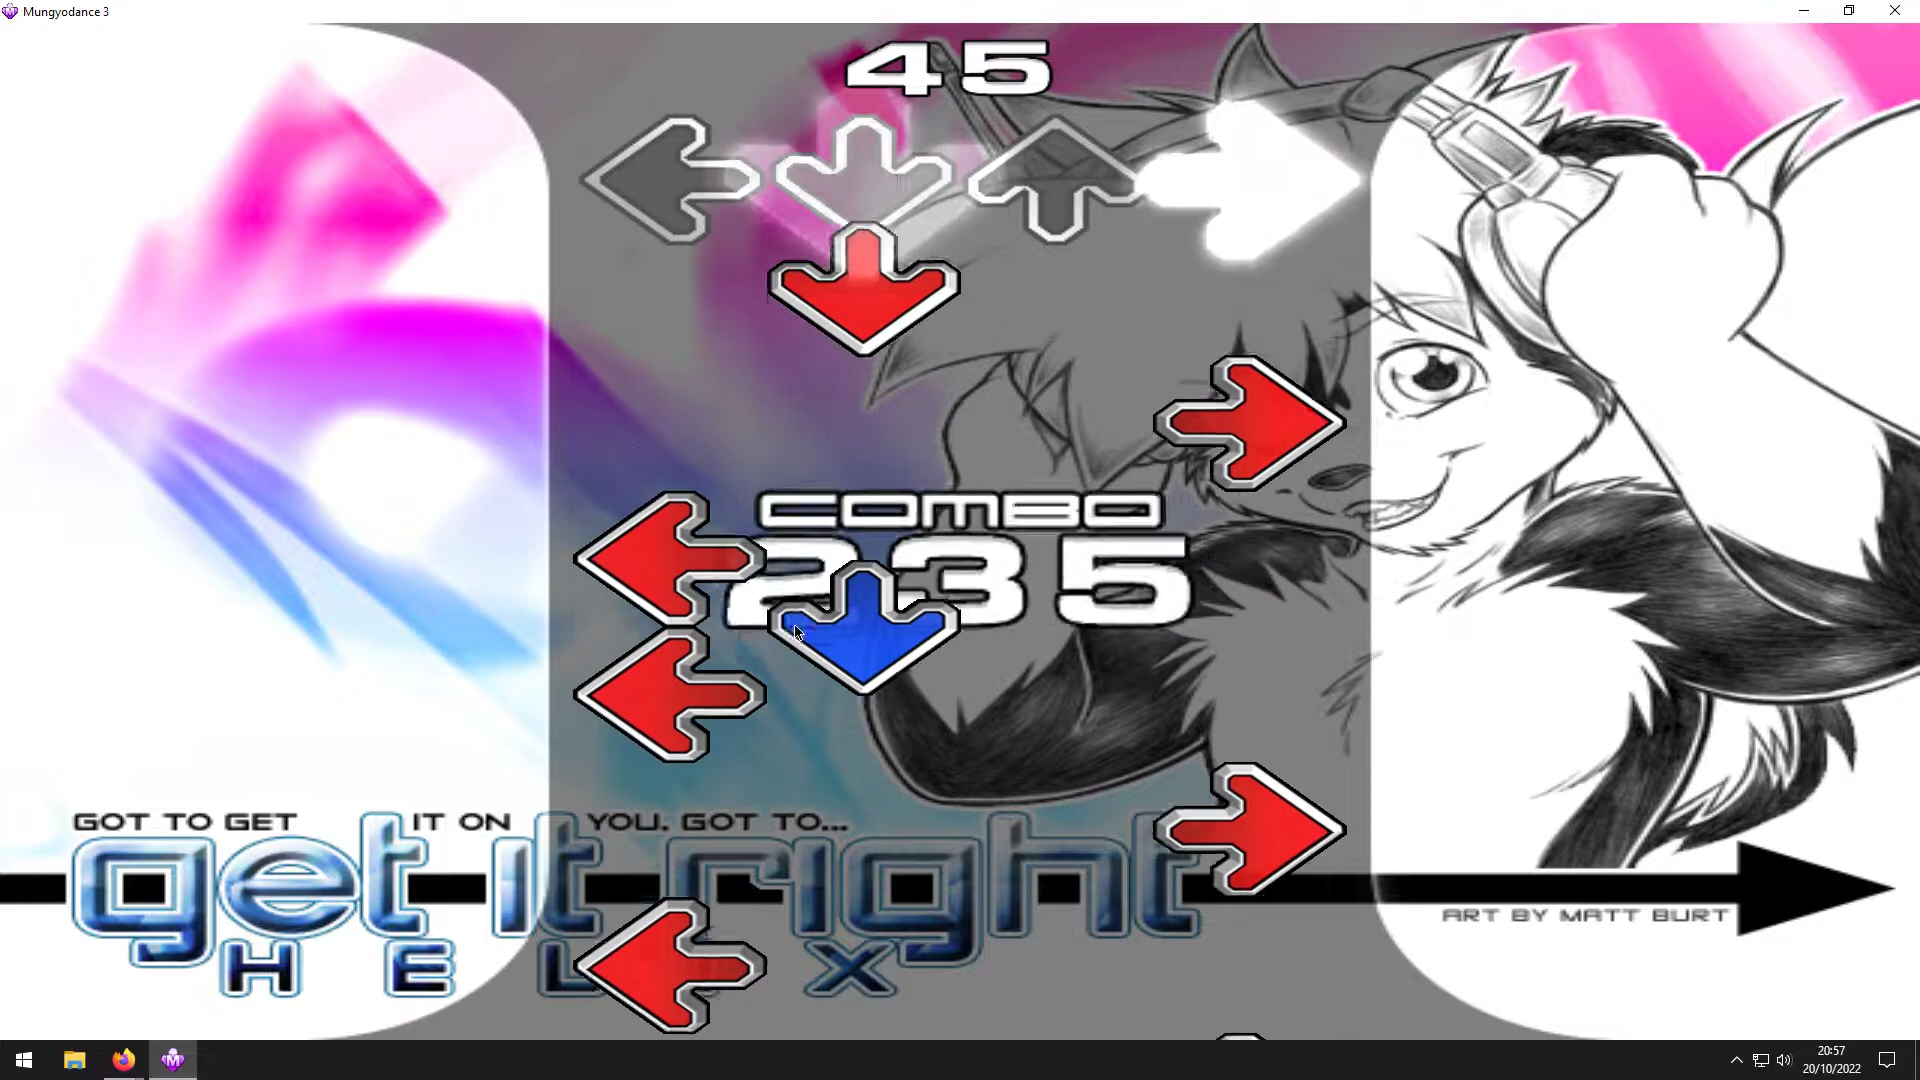 Mungyodance 3
45
COMBO
235
GOT TO GET IT ON YOU. GOT TO...
get it right
ART BY MATT BURT
20:57
20/10/2022